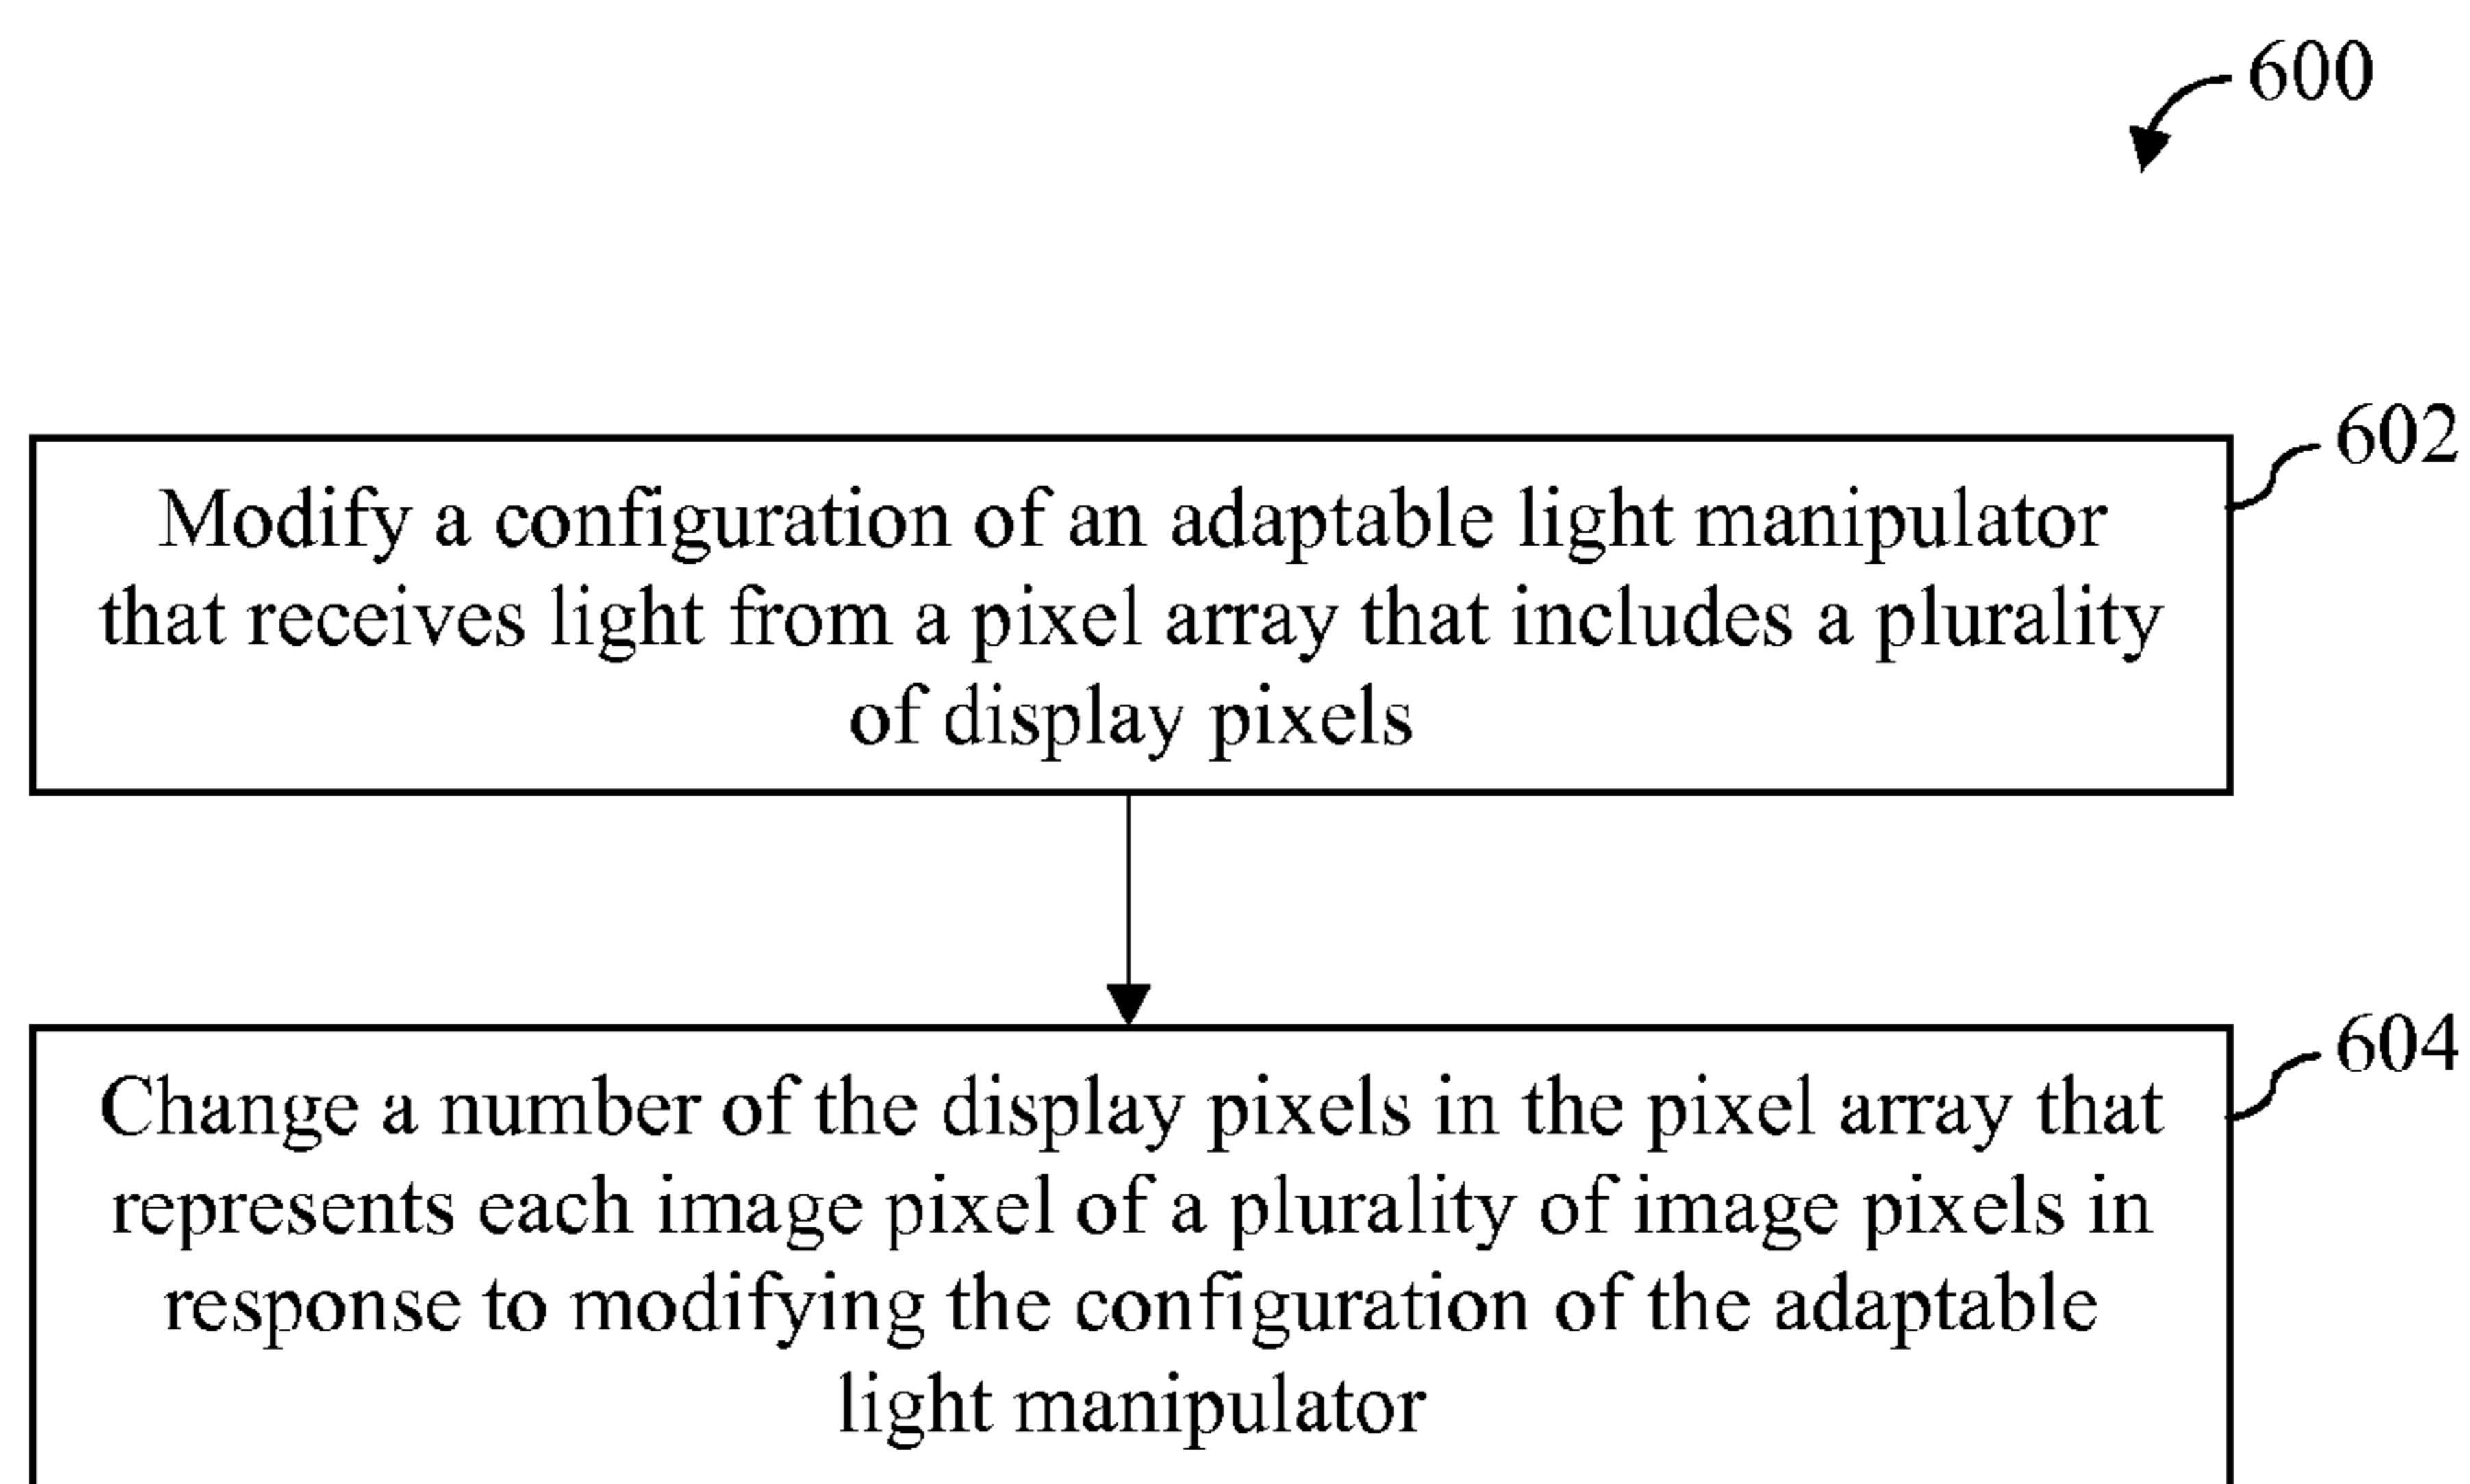 600
602
Modify a configuration of an adaptable light manipulator
that receives light from a pixel array that includes a plurality
of display pixels
604
Change a number of the display pixels in the pixel array that
represents each image pixel of a plurality of image pixels in
response to modifying the configuration of the adaptable
light manipulator